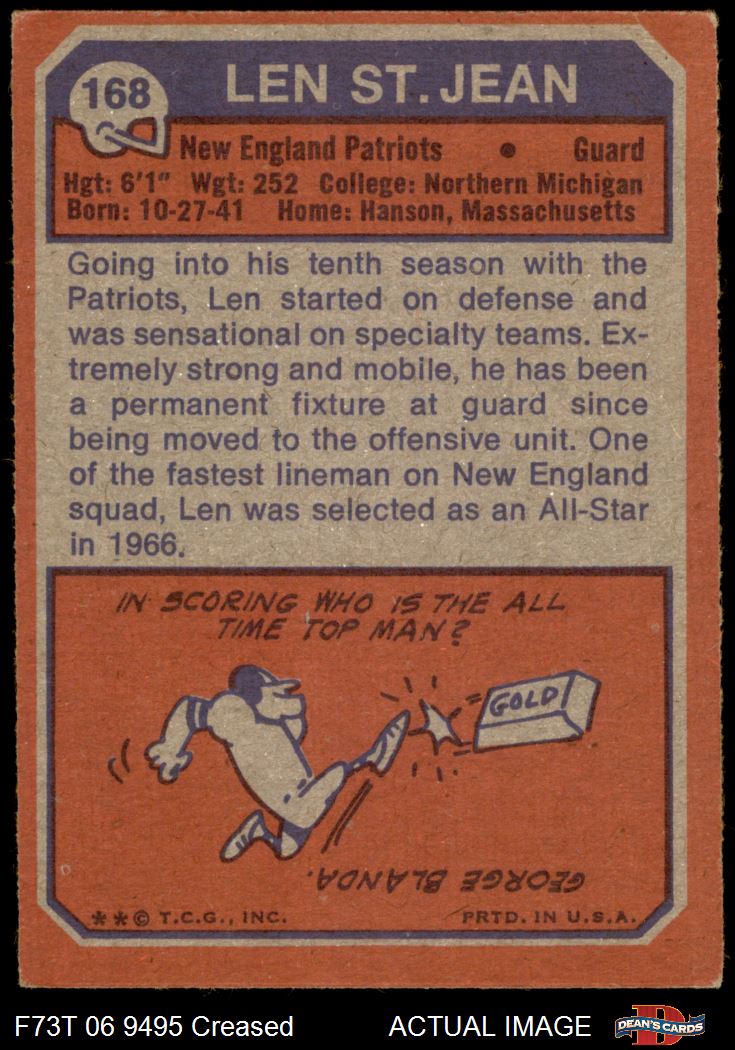 168
LEN ST. JEAN
New England Patriots • Guard
Hgt: 6'1" Wgt: 252 College: Northern Michigan
Born: 10-27-41 Home: Hanson, Massachusetts
Going into his tenth season with the
Patriots, Len started on defense and
was sensational on specialty teams. Ex-
tremely strong and mobile, he has been
a permanent fixture at guard since
being moved to the offensive unit. One
of the fastest lineman on New England
squad, Len was selected as an All-Star
in 1966.
IN SCORING WHO IS THE ALL
TIME TOP MAN?
GOLD
GEORGE BLANDA.
**© T.C.G., INC. PRTD. IN U.S.A.
F73T 06 9495 Creased ACTUAL IMAGE
D
DEAN'S CARDS